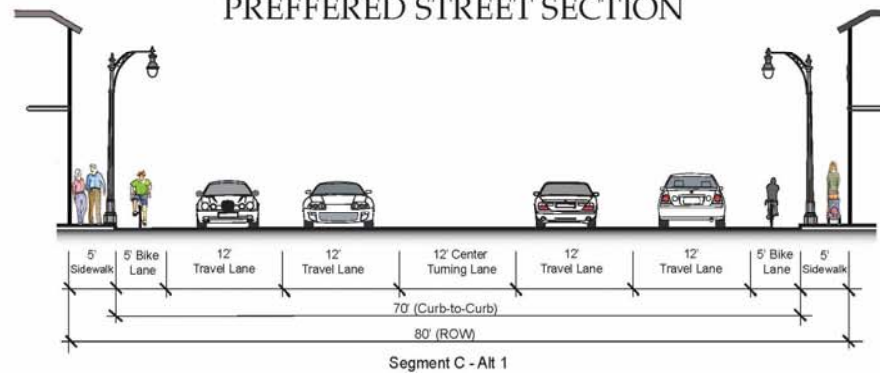 PREFFERED STREET SECTION
5' Sidewalk
5' Bike Lane
12' Travel Lane
12' Travel Lane
12' Center Turning Lane
12' Travel Lane
12' Travel Lane
5' Bike Lane
5' Sidewalk
70' (Curb-to-Curb)
80' (ROW)
Segment C - Alt 1